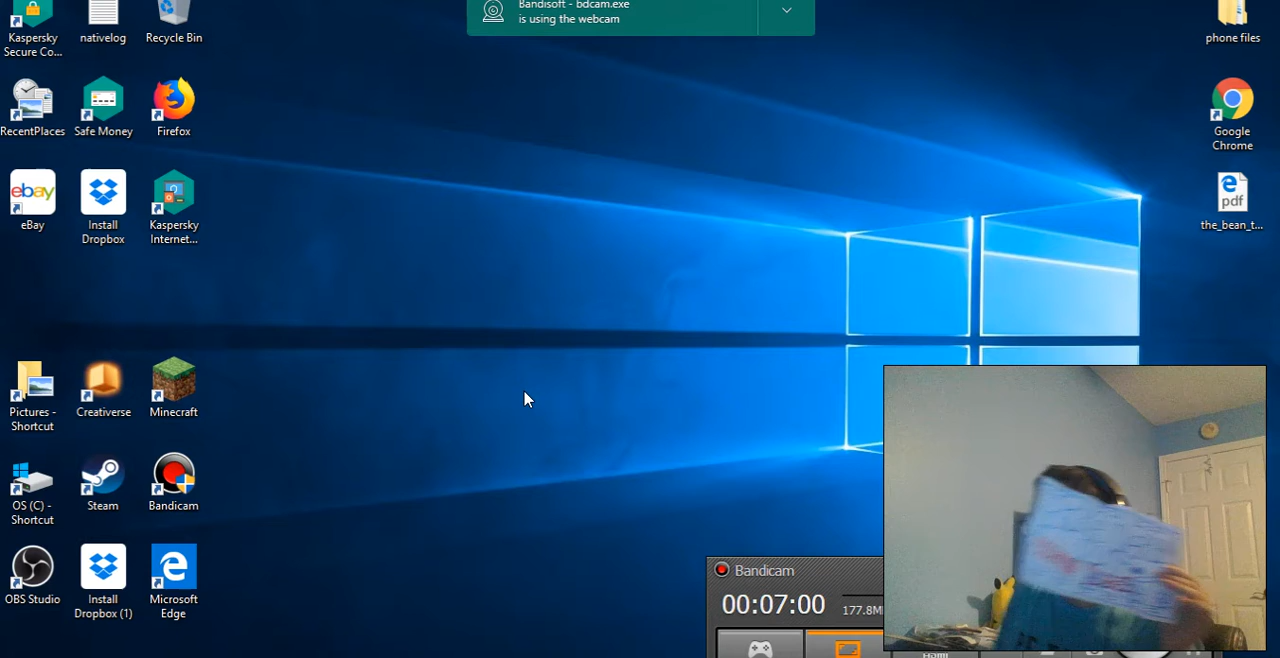 Bandisoft - bdcam.exe
is using the webcam
Kaspersky
Secure Co...
nativelog
Recycle Bin
phone files
RecentPlaces
Safe Money
Firefox
Google
Chrome
ebay
pdf
eBay
Install
Dropbox
Kaspersky
Internet...
the_bean_t...
Pictures -
Shortcut
Creativerse
Minecraft
OS (C) -
Shortcut
Steam
Bandicam
OBS Studio
Install
Dropbox (1)
Microsoft
Edge
Bandicam
00:07:00